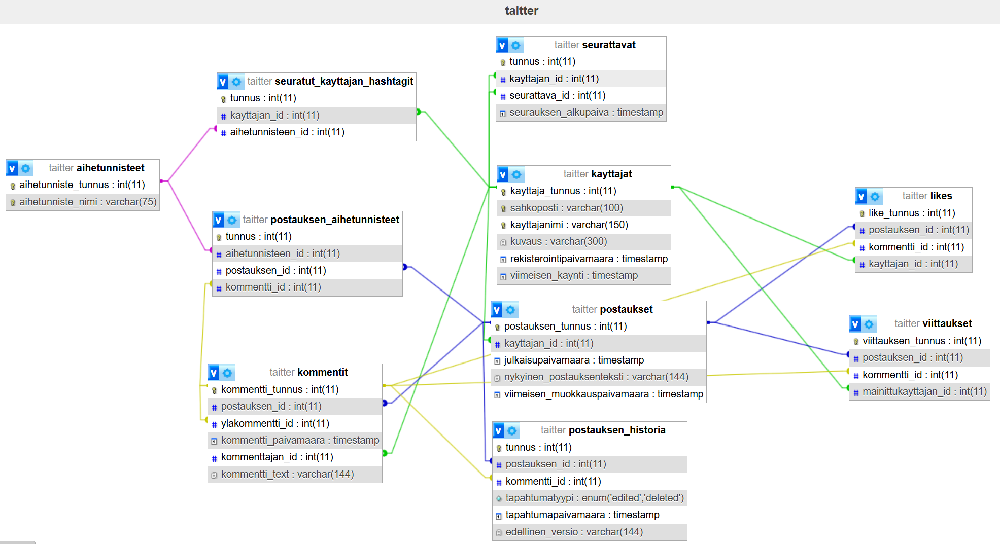 taitter
taitter seurattavat
tunnus : int(11)
kayttajan_id : int(11)
seurattava_id : int(11)
seurauksen_alkupaiva : timestamp
taitter seuratut_kayttajan_hashtagit
tunnus : int(11)
kayttajan_id : int(11)
aihetunnisteen_id : int(11)
taitter aihetunnisteet
aihetunniste_tunnus : int(11)
aihetunniste_nimi : varchar(75)
taitter kayttajat
kayttaja_tunnus : int(11)
sahkoposti : varchar(100)
kayttajanimi : varchar(150)
kuvaus : varchar(300)
rekisterointipaivamaara : timestamp
viimeisen_kaynti : timestamp
taitter likes
like_tunnus : int(11)
postauksen_id : int(11)
kommentti_id : int(11)
kayttajan_id : int(11)
taitter postauksen_aihetunnisteet
tunnus : int(11)
aihetunnisteen_id : int(11)
postauksen_id : int(11)
kommentti_id : int(11)
taitter postaukset
postauksen_tunnus : int(11)
kayttajan_id : int(11)
julkaisupaivamaara : timestamp
nykyinen_postauksenteksti : varchar(144)
viimeisen_muokkauspaivamaara : timestamp
taitter viittaukset
viittauksen_tunnus : int(11)
postauksen_id : int(11)
kommentti_id : int(11)
mainittukayttajan_id : int(11)
taitter kommentit
kommentti_tunnus : int(11)
postauksen_id : int(11)
ylakommentti_id : int(11)
kommentti_paivamaara : timestamp
kommenttajan_id : int(11)
kommentti_text : varchar(144)
taitter postauksen_historia
tunnus : int(11)
postauksen_id : int(11)
kommentti_id : int(11)
tapahtumatyypi : enum('edited','deleted')
tapahtumapaivamaara : timestamp
edellinen_versio : varchar(144)